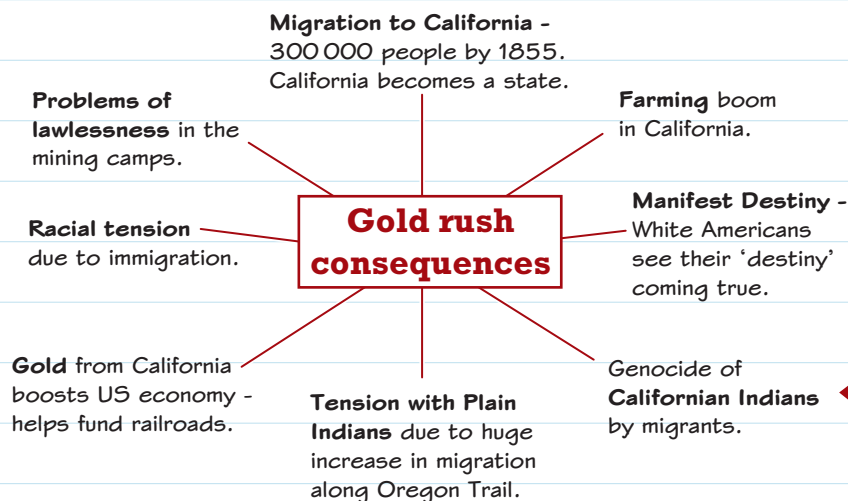 Migration to California -
300 000 people by 1855.
California becomes a state.
Problems of
lawlessness in the
mining camps.
Farming boom
in California.
Racial tension
due to immigration.
Gold rush
consequences
Manifest Destiny -
White Americans
see their ‘destiny’
coming true.
Gold from California
boosts US economy -
helps fund railroads.
Tension with Plain
Indians due to huge
increase in migration
along Oregon Trail.
Genocide of
Californian Indians
by migrants.